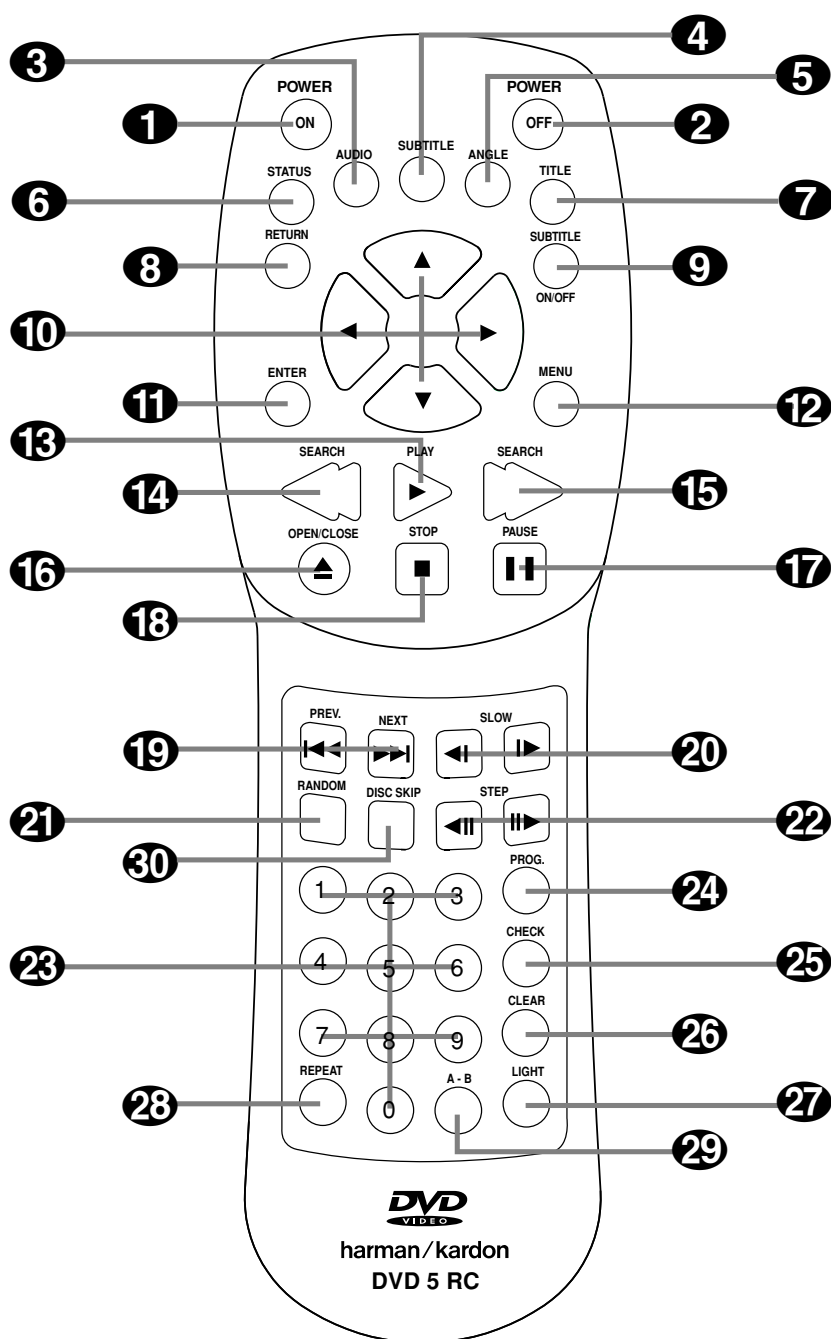 4
3
5
POWER
POWER
1
ON
OFF
2
AUDIO
SUBTITLE
ANGLE
STATUS
TITLE
6
7
RETURN
SUBTITLE
8
9
ON/OFF
10
ENTER
MENU
11
12
13
SEARCH
PLAY
SEARCH
14
15
OPEN/CLOSE
STOP
PAUSE
16
17
18
PREV.
NEXT
SLOW
19
20
RANDOM
DISC SKIP
STEP
21
22
30
PROG.
1
2
3
24
CHECK
23
4
5
6
25
CLEAR
7
8
9
26
REPEAT
A - B
LIGHT
28
0
27
29
DVD
VIDEO
harman/kardon
DVD 5 RC